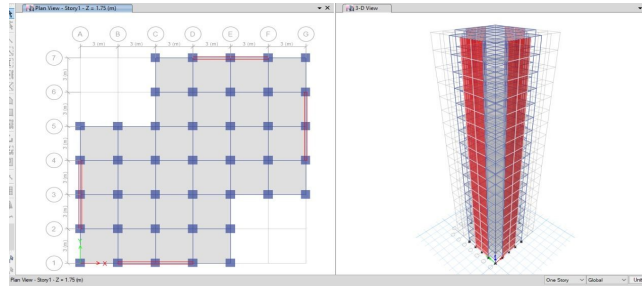 Plan View - Story1 - Z = 1.75 (m)
3-D View
A B C D E F G
3 (m) 3 (m) 3 (m) 3 (m) 3 (m) 3 (m)
7
6
5
4
3
2
1
3 (m)
3 (m)
3 (m)
3 (m)
3 (m)
3 (m)
Y
X
Plan View - Story1 - Z = 1.75 (m)
One Story Global Unit